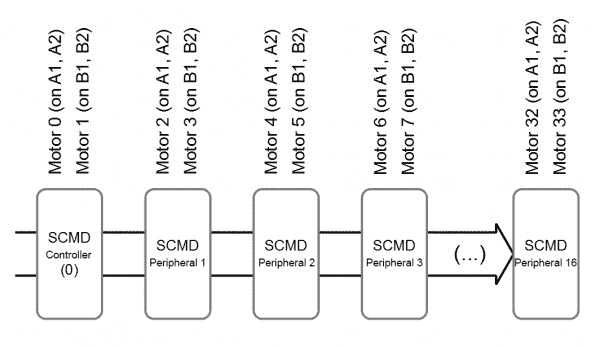 Motor 0 (on A1, A2)
Motor 1 (on B1, B2)
Motor 2 (on A1, A2)
Motor 3 (on B1, B2)
Motor 4 (on A1, A2)
Motor 5 (on B1, B2)
Motor 6 (on A1, A2)
Motor 7 (on B1, B2)
Motor 32 (on A1, A2)
Motor 33 (on B1, B2)
SCMD
Controller
(0)
SCMD
Peripheral 1
SCMD
Peripheral 2
SCMD
Peripheral 3
(...)
SCMD
Peripheral 16